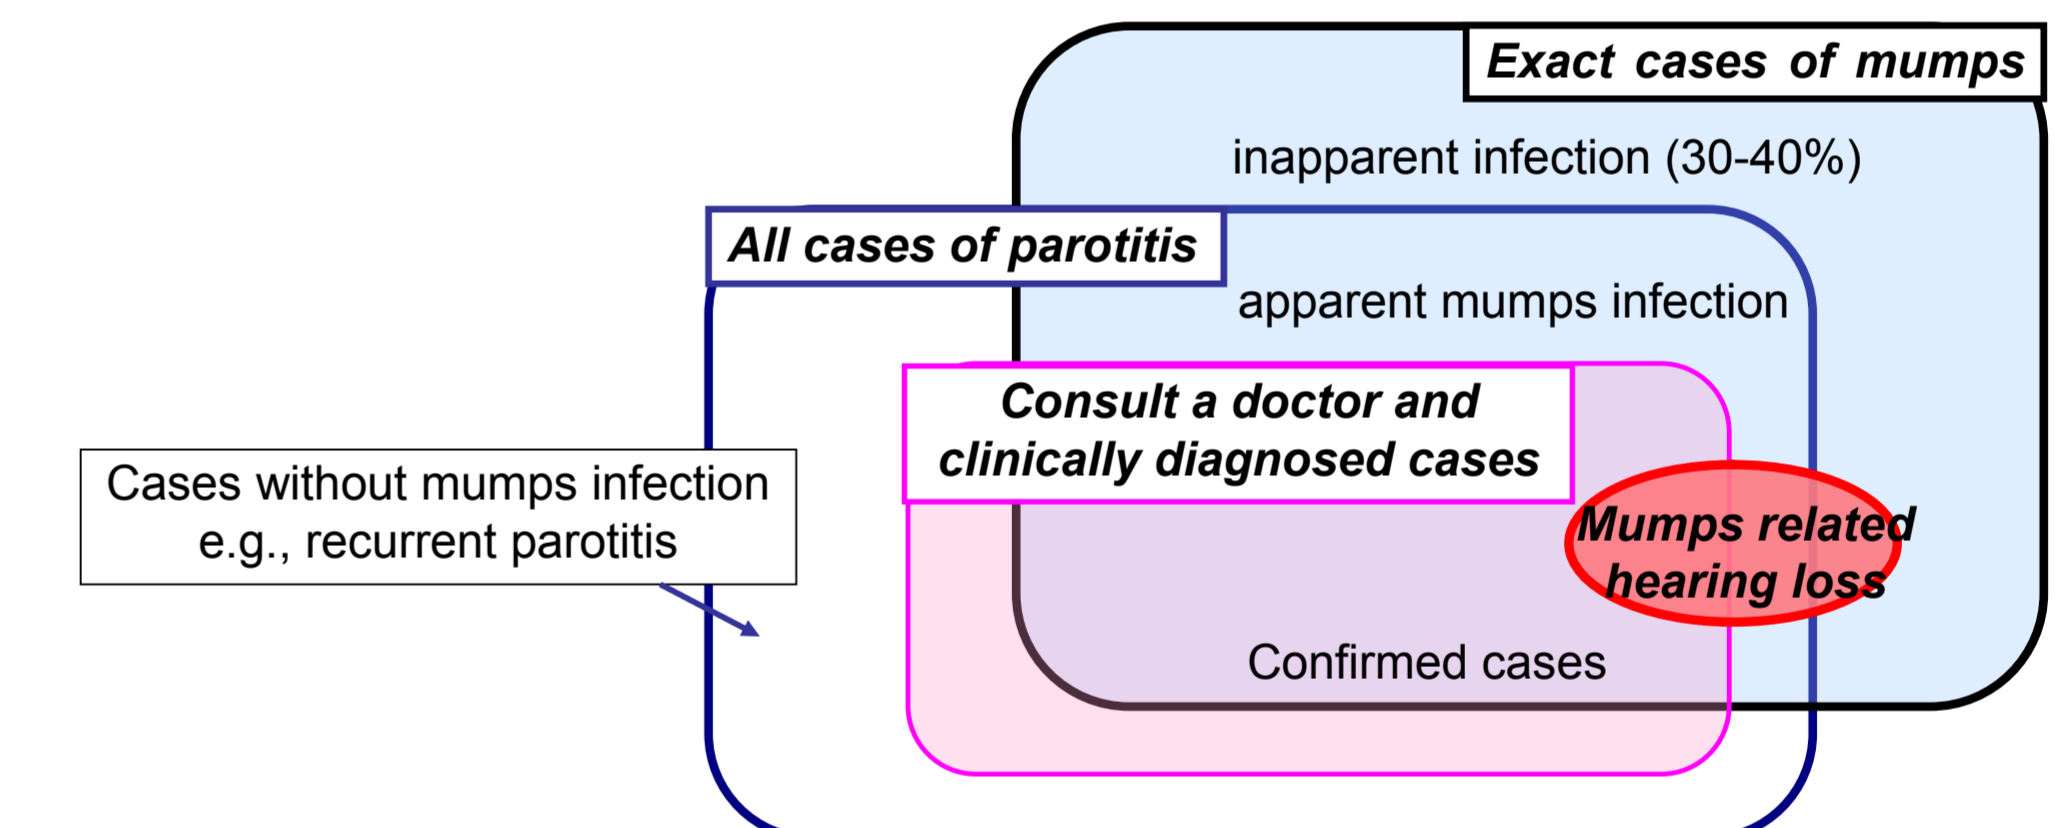 Exact cases of mumps
inapparent infection (30-40%)
All cases of parotitis
apparent mumps infection
Consult a doctor and
clinically diagnosed cases
Cases without mumps infection
e.g., recurrent parotitis
Mumps related
hearing loss
Confirmed cases